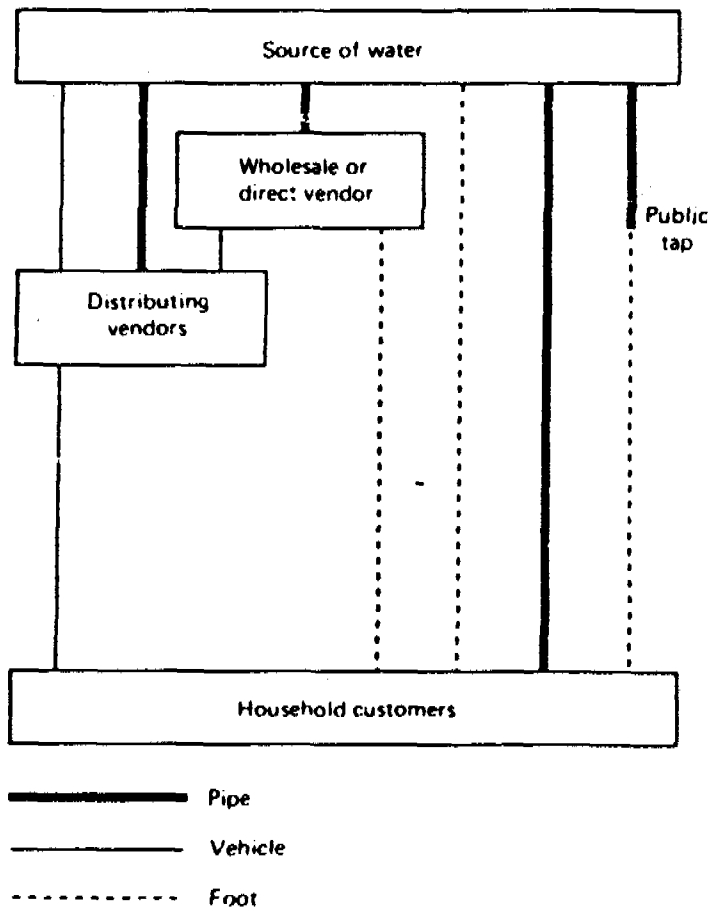 Source of water
Wholesale or
direct vendor
Public
tap
Distributing
vendors
Household customers
Pipe
Vehicle
Foot